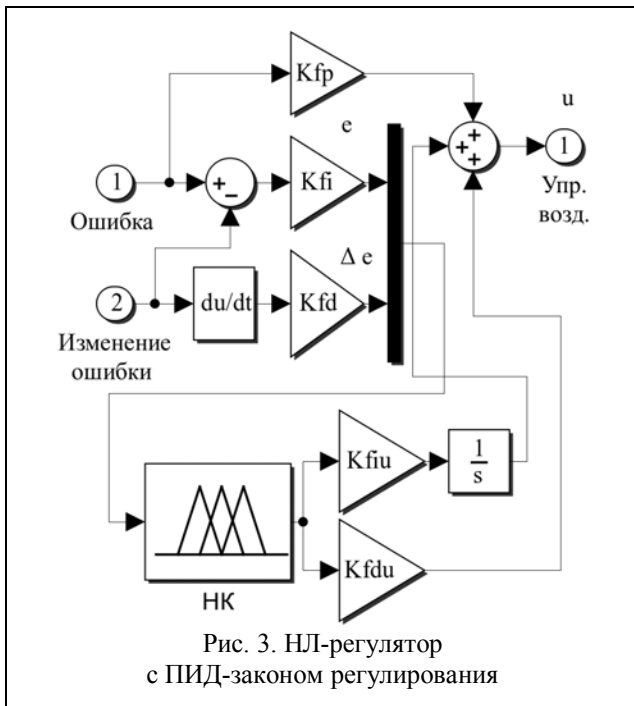 Kfp
e
u
1
+
−
Kfi
+
+
+
1
Ошибка
Упр.
возд.
Δ e
2
du/dt
Kfd
Изменение
ошибки
Kfiu
1
s
Kfdu
НК
Рис. 3. НЛ-регулятор
с ПИД-законом регулирования